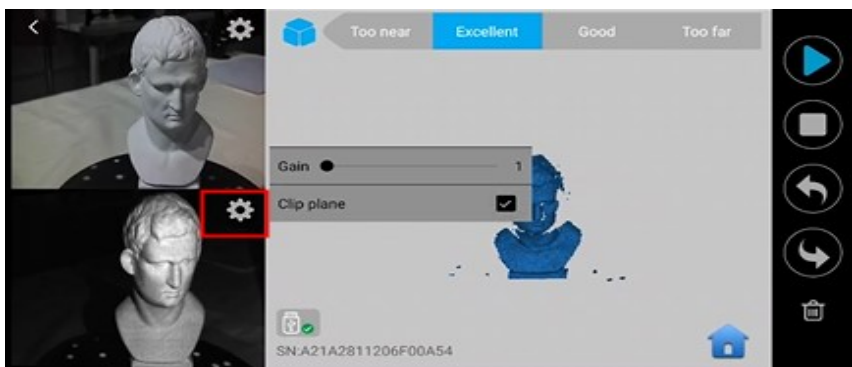 Too near Excellent Good Too far
Gain 1
Clip plane
SN:A21A2811206F00A54